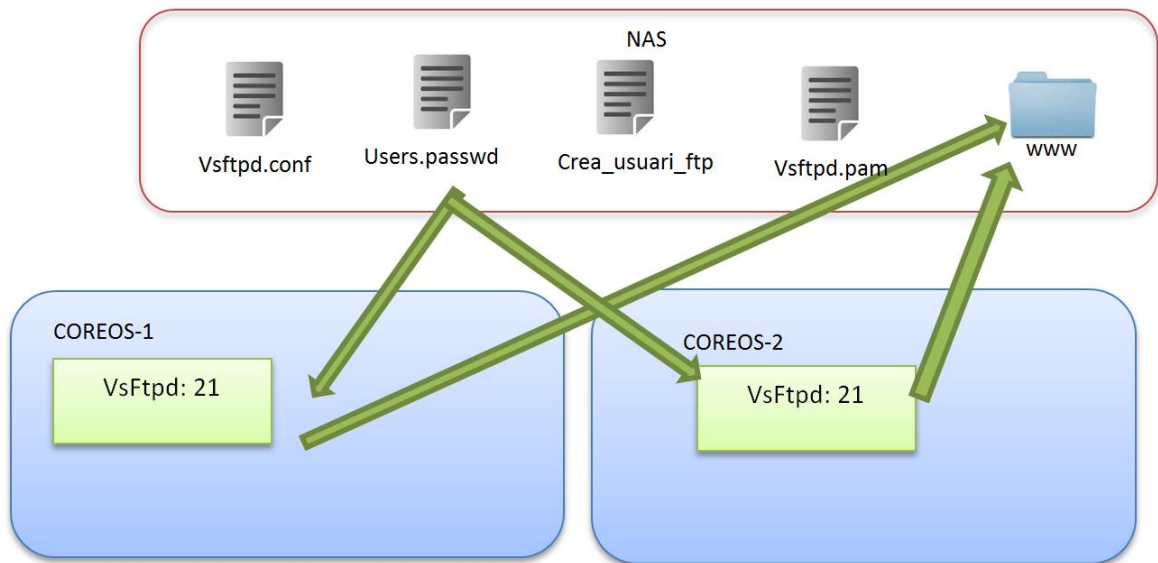 NAS
Vsftpd.conf
Users.passwd
Crea_usuari_ftp
Vsftpd.pam
www
COREOS-1
VsFtpd: 21
COREOS-2
VsFtpd: 21